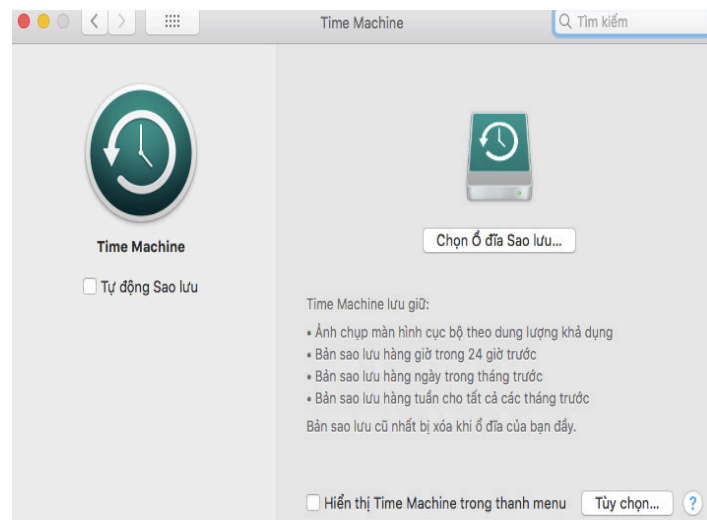 Time Machine
Tìm kiếm
Time Machine
Tự động Sao lưu
Chọn Ổ đĩa Sao lưu...
Time Machine lưu giữ:
• Ảnh chụp màn hình cục bộ theo dung lượng khả dụng
• Bản sao lưu hàng giờ trong 24 giờ trước
• Bản sao lưu hàng ngày trong tháng trước
• Bản sao lưu hàng tuần cho tất cả các tháng trước
Bản sao lưu cũ nhất bị xóa khi ổ đĩa của bạn đầy.
Hiển thị Time Machine trong thanh menu
Tùy chọn...
?